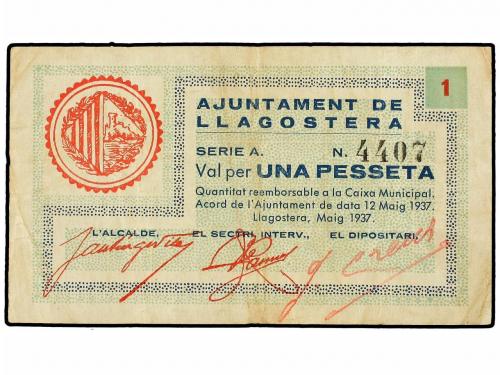 1
AJUNTAMENT DE
LLAGOSTERA
SERIE A. N. 4407
Val per UNA PESSETA
Quantitat reemborsable a la Caixa Municipal.
Acord de l'Ajuntament de data 12 Maig 1937.
Llagostera, Maig 1937.
L'ALCALDE, EL SECTRI, INTERV., EL DIPOSITARI,